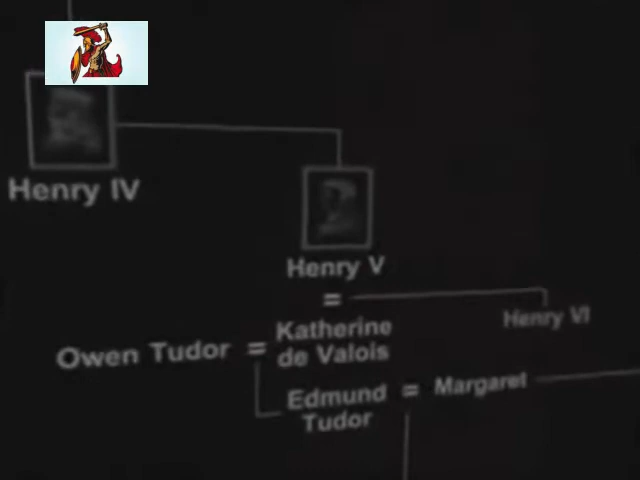 Henry IV
Henry V
=
Katherine
de Valois
Henry VI
Owen Tudor =
Edmund
Tudor
= Margaret